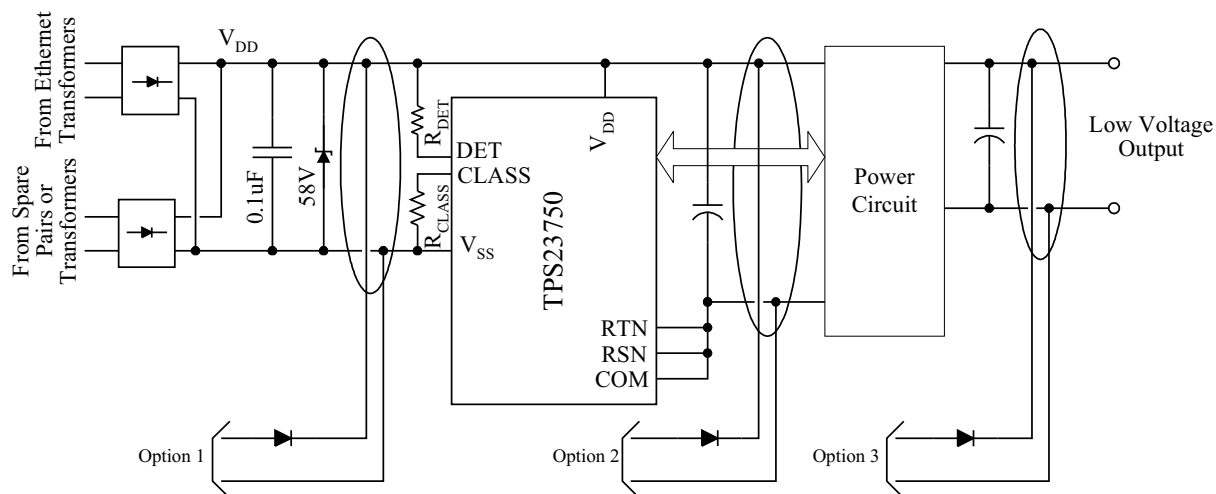 From Ethernet
Transformers
From Spare
Pairs or
Transformers
V_DD
0.1uF
58V
R_DET
R_CLASS
DET
CLASS
V_SS
V_DD
TPS23750
RTN
RSN
COM
Power
Circuit
Low Voltage
Output
Option 1
Option 2
Option 3